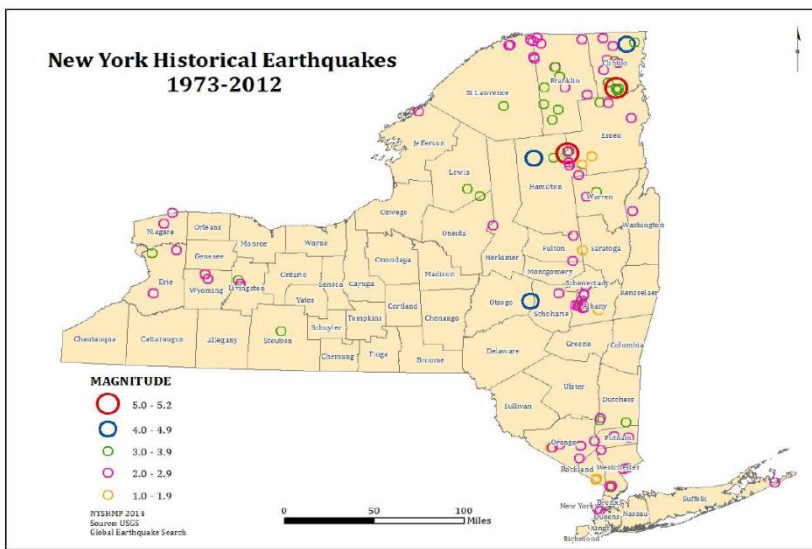 New York Historical Earthquakes
1973-2012
Clinton
Franklin
St Lawrence
Essex
Jefferson
Lewis
Hamilton
Warren
Washington
Oswego
Oneida
Niagara
Orleans
Monroe
Wayne
Herkimer
Fulton
Saratoga
Genesee
Onondaga
Madison
Montgomery
Erie
Wyoming
Livingston
Ontario
Seneca
Cayuga
Schenectady
Rensselaer
Otsego
Albany
Yates
Cortland
Chenango
Schoharie
Tompkins
Schuyler
Chautauqua
Cattaraugus
Allegany
Steuben
Chemung
Tioga
Broome
Delaware
Greene
Columbia
Ulster
Dutchess
Sullivan
Orange
Putnam
Rockland
Westchester
New York
Bronx
Queens
Kings
Nassau
Suffolk
Richmond
MAGNITUDE
5.0 - 5.2
4.0 - 4.9
3.0 - 3.9
2.0 - 2.9
1.0 - 1.9
NYSHMP 2014
Source: USGS
Global Earthquake Search
0 50 100
Miles